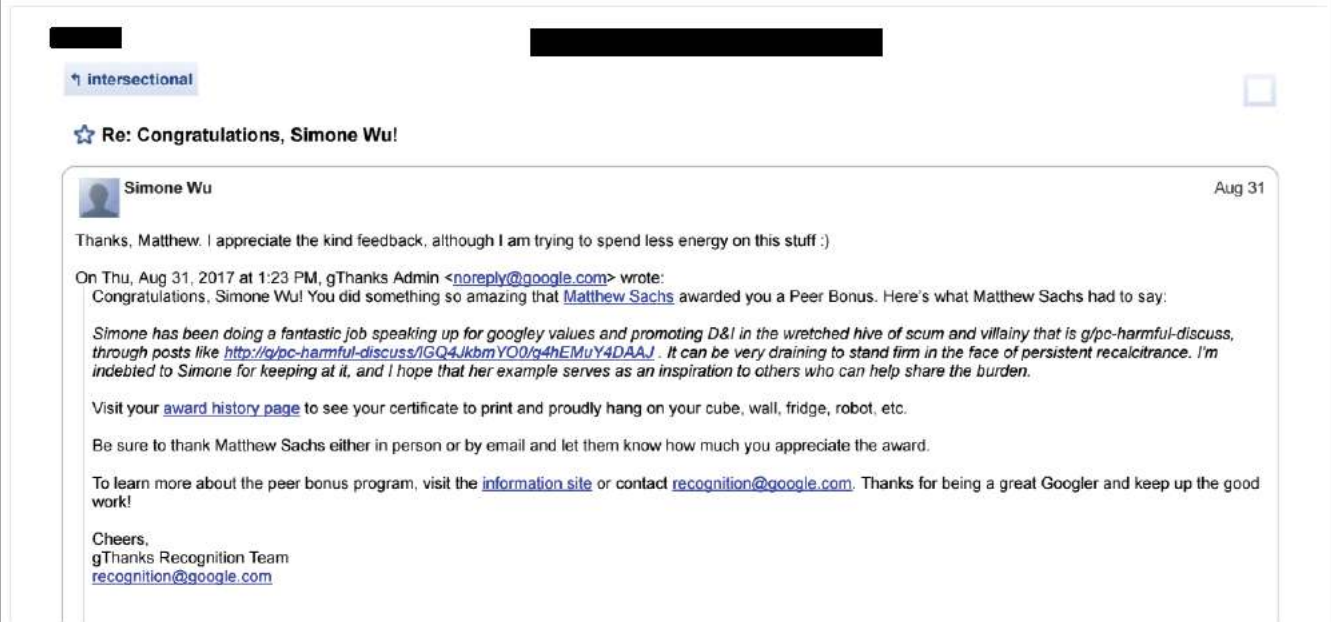 intersectional
Re: Congratulations, Simone Wu!
Simone Wu
Aug 31
Thanks, Matthew. I appreciate the kind feedback, although I am trying to spend less energy on this stuff :)
On Thu, Aug 31, 2017 at 1:23 PM, gThanks Admin <noreply@google.com> wrote:
Congratulations, Simone Wu! You did something so amazing that Matthew Sachs awarded you a Peer Bonus. Here's what Matthew Sachs had to say:
Simone has been doing a fantastic job speaking up for googley values and promoting D&I in the wretched hive of scum and villainy that is g/pc-harmful-discuss,
through posts like http://g/pc-harmful-discuss/IGQ4JkbmYO0/g4hEMuY4DAAJ . It can be very draining to stand firm in the face of persistent recalcitrance. I'm
indebted to Simone for keeping at it, and I hope that her example serves as an inspiration to others who can help share the burden.
Visit your award history page to see your certificate to print and proudly hang on your cube, wall, fridge, robot, etc.
Be sure to thank Matthew Sachs either in person or by email and let them know how much you appreciate the award.
To learn more about the peer bonus program, visit the information site or contact recognition@google.com. Thanks for being a great Googler and keep up the good
work!
Cheers,
gThanks Recognition Team
recognition@google.com